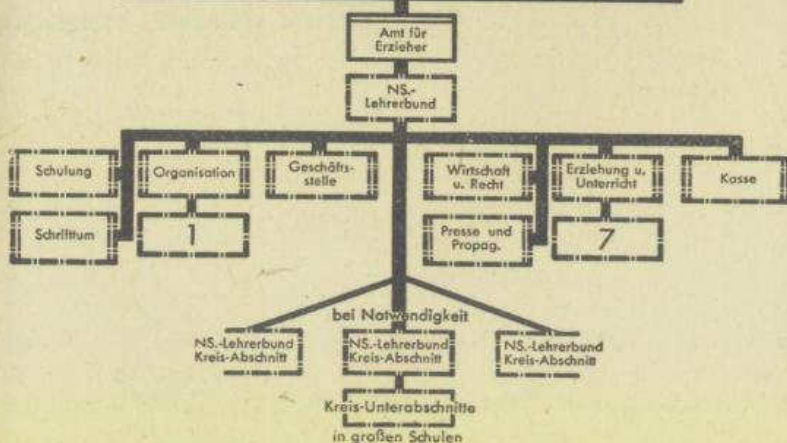 Amt für
Erzieher
NS.-
Lehrerbund
Schulung
Organisation
Geschäfts-
stelle
Wirtschaft
u. Recht
Erziehung u.
Unterricht
Kasse
Schrifttum
1
Presse und
Propag.
7
bei Notwendigkeit
NS.-Lehrerbund
Kreis-Abschnitt
NS.-Lehrerbund
Kreis-Abschnitt
NS.-Lehrerbund
Kreis-Abschnitt
Kreis-Unterabschnitte
in großen Schulen